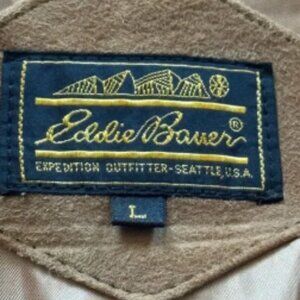 Eddie Bauer®
EXPEDITION OUTFITTER-SEATTLE, U.S.A.
L